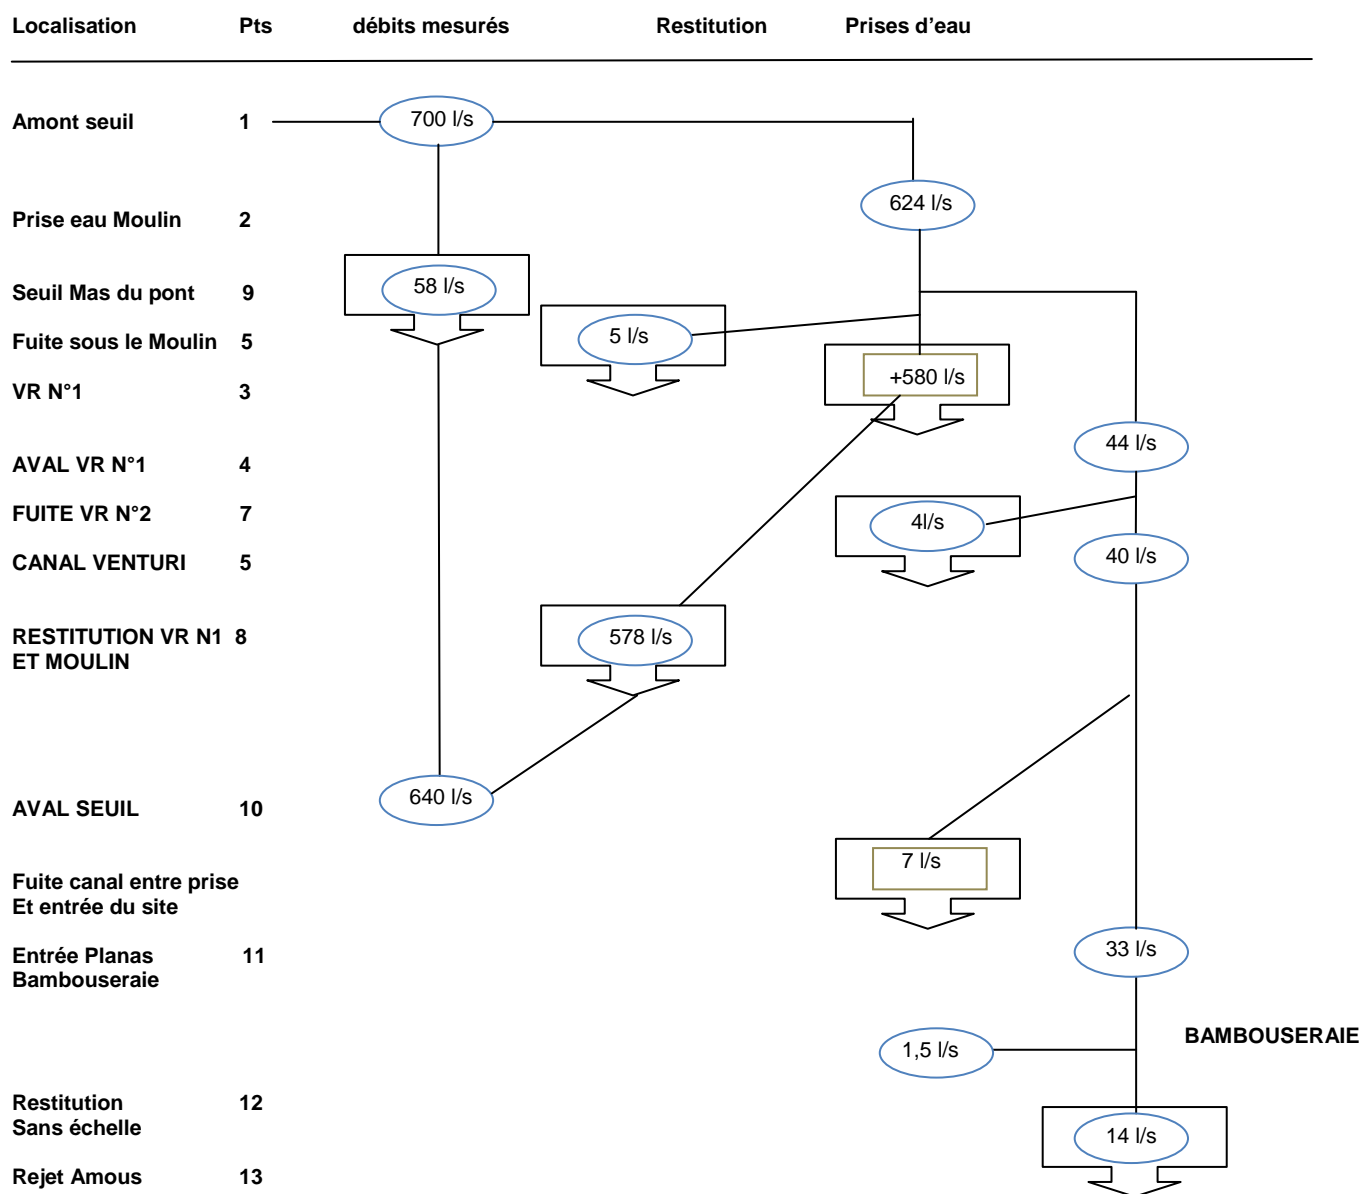 Localisation Pts débits mesurés Restitution Prises d'eau
Amont seuil 1 700 l/s
624 l/s
Prise eau Moulin 2
Seuil Mas du pont 9 58 l/s
Fuite sous le Moulin 5 5 l/s
VR N°1 3 +580 l/s
AVAL VR N°1 4 44 l/s
FUITE VR N°2 7 4l/s
CANAL VENTURI 5 40 l/s
RESTITUTION VR N1 8 578 l/s
ET MOULIN
AVAL SEUIL 10 640 l/s
7 l/s
Fuite canal entre prise
Et entrée du site
Entrée Planas 11 33 l/s
Bambouseraie
BAMBOUSERAIE
1,5 l/s
Restitution 12
Sans échelle 14 l/s
Rejet Amous 13